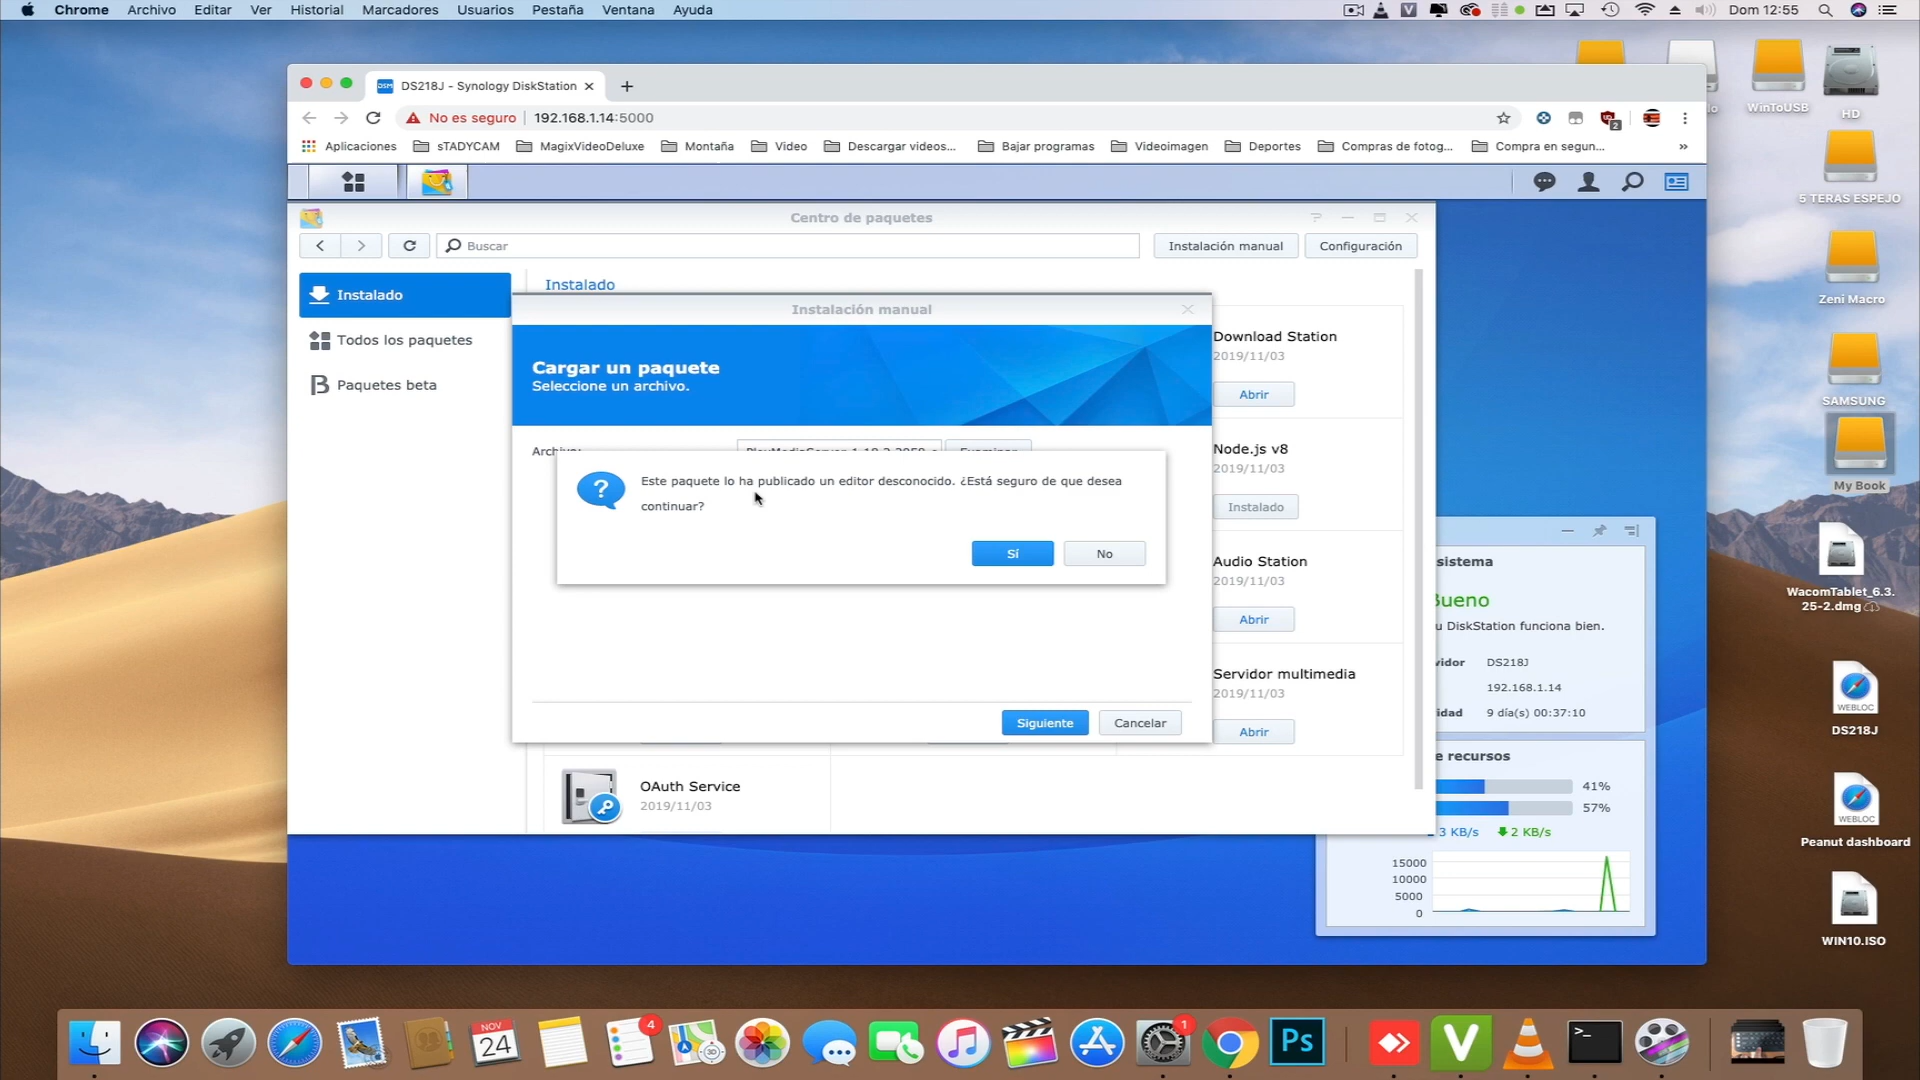 Chrome Archivo Editar Ver Historial Marcadores Usuarios Pestaña Ventana Ayuda
Dom 12:55
DS218J - Synology DiskStation
No es seguro 192.168.1.14:5000
Aplicaciones sTADYCAM MagixVideoDeluxe Montaña Video Descargar videos... Bajar programas Videoimagen Deportes Compras de fotog... Compra en segun... »
Centro de paquetes
Buscar
Instalación manual
Configuración
Instalado
Todos los paquetes
Paquetes beta
Instalado
Instalación manual
Cargar un paquete
Seleccione un archivo.
Este paquete lo ha publicado un editor desconocido. ¿Está seguro de que desea
continuar?
Sí
No
Siguiente
Cancelar
Download Station
2019/11/03
Abrir
Node.js v8
2019/11/03
Instalado
Audio Station
2019/11/03
Abrir
Servidor multimedia
2019/11/03
Abrir
OAuth Service
2019/11/03
sistema
Bueno
u DiskStation funciona bien.
vidor DS218J
192.168.1.14
idad 9 día(s) 00:37:10
e recursos
41%
57%
3 KB/s 2 KB/s
15000
10000
5000
0
WinToUSB
HD
5 TERAS ESPEJO
Zeni Macro
SAMSUNG
My Book
WacomTablet_6.3.
25-2.dmg
WEBLOC
DS218J
WEBLOC
Peanut dashboard
WIN10.ISO
NOV
24
4
1
Ps